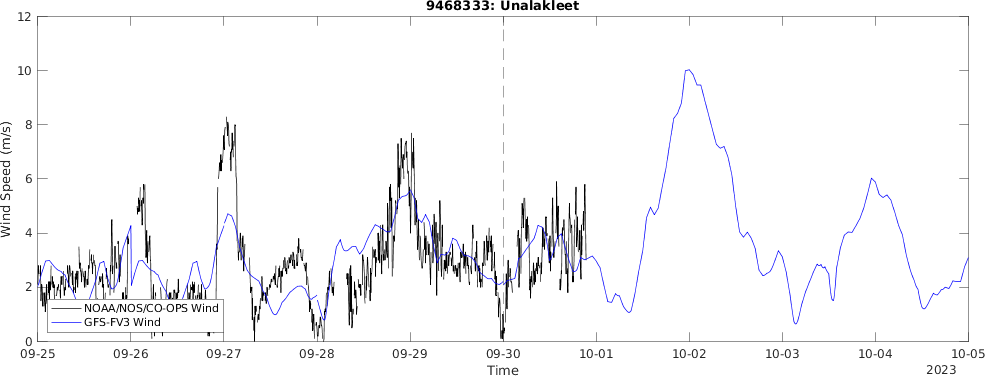 9468333: Unalakleet
12
10
8
6
4
2
0
Wind Speed (m/s)
NOAA/NOS/CO-OPS Wind
GFS-FV3 Wind
09-25 09-26 09-27 09-28 09-29 09-30 10-01 10-02 10-03 10-04 10-05
Time
2023